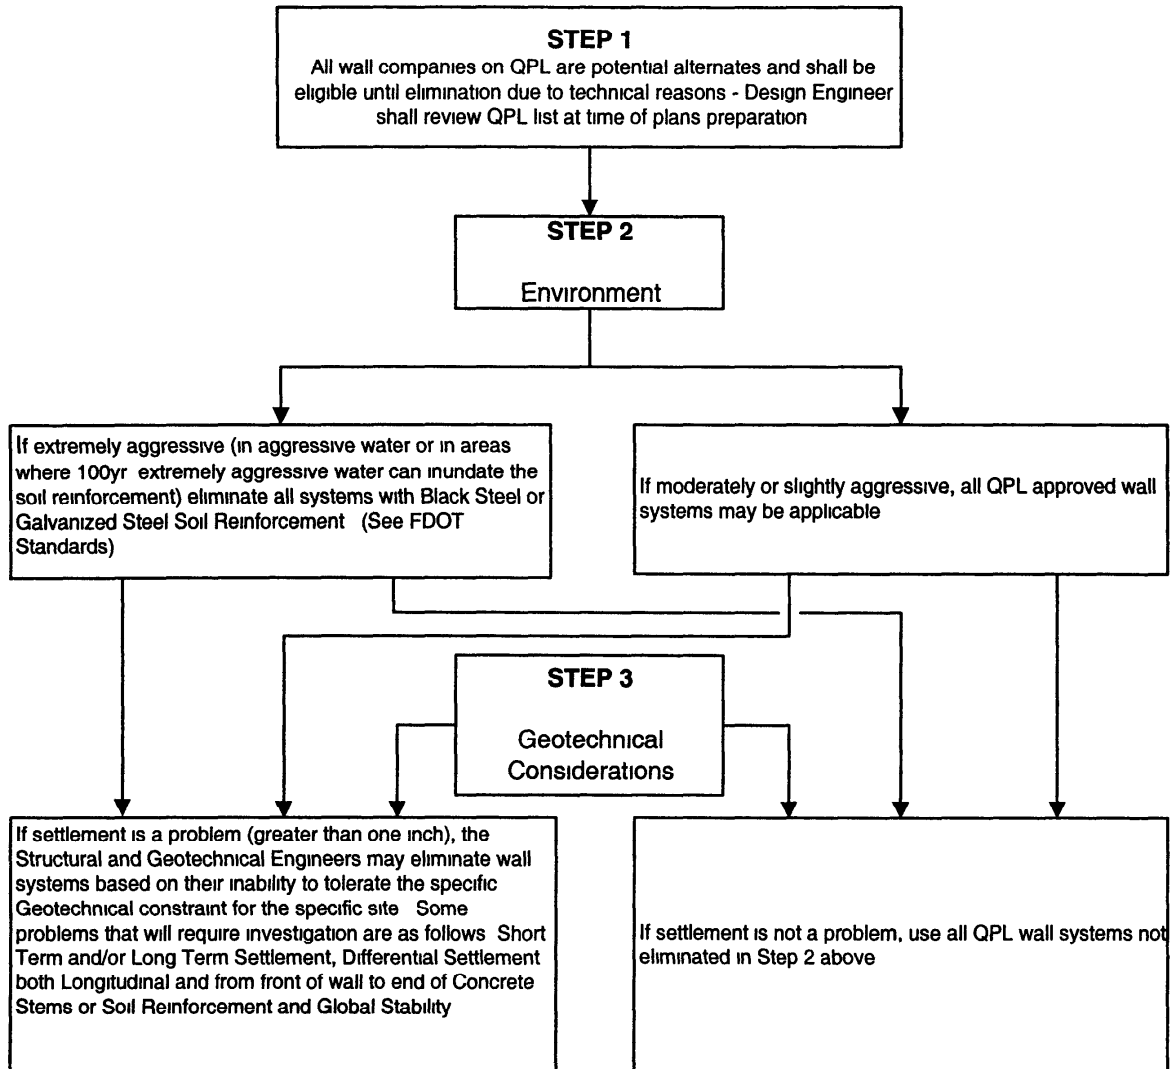 STEP 1
All wall companies on QPL are potential alternates and shall be
eligible until elimination due to technical reasons - Design Engineer
shall review QPL list at time of plans preparation
STEP 2
Environment
If extremely aggressive (in aggressive water or in areas
where 100yr extremely aggressive water can inundate the
soil reinforcement) eliminate all systems with Black Steel or
Galvanized Steel Soil Reinforcement (See FDOT
Standards)
If moderately or slightly aggressive, all QPL approved wall
systems may be applicable
STEP 3
Geotechnical
Considerations
If settlement is a problem (greater than one inch), the
Structural and Geotechnical Engineers may eliminate wall
systems based on their inability to tolerate the specific
Geotechnical constraint for the specific site Some
problems that will require investigation are as follows Short
Term and/or Long Term Settlement, Differential Settlement
both Longitudinal and from front of wall to end of Concrete
Stems or Soil Reinforcement and Global Stability
If settlement is not a problem, use all QPL wall systems not
eliminated in Step 2 above